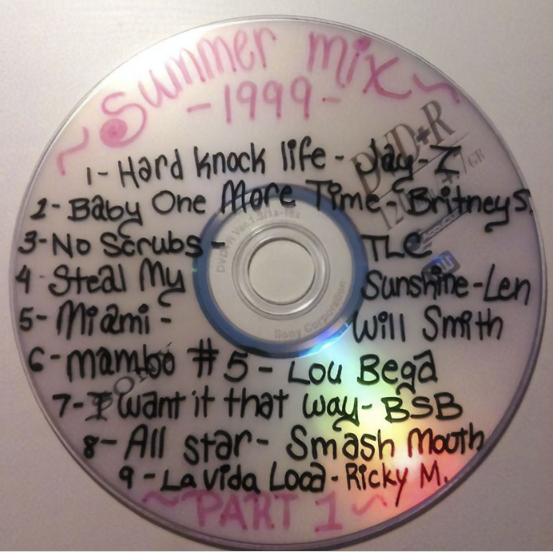 ~Summer mix~
-1999-
1- Hard knock life - Jay-Z
2- Baby One More Time - Britney S.
3- No Scrubs - TLC
4- Steal My Sunshine - Len
5- Miami - Will Smith
6- mambo #5 - Lou Bega
7- I want it that way - BSB
8- All star - Smash Mouth
9 - La Vida Loca - Ricky M.
~PART 1~
DVD+R
Sony Corporation